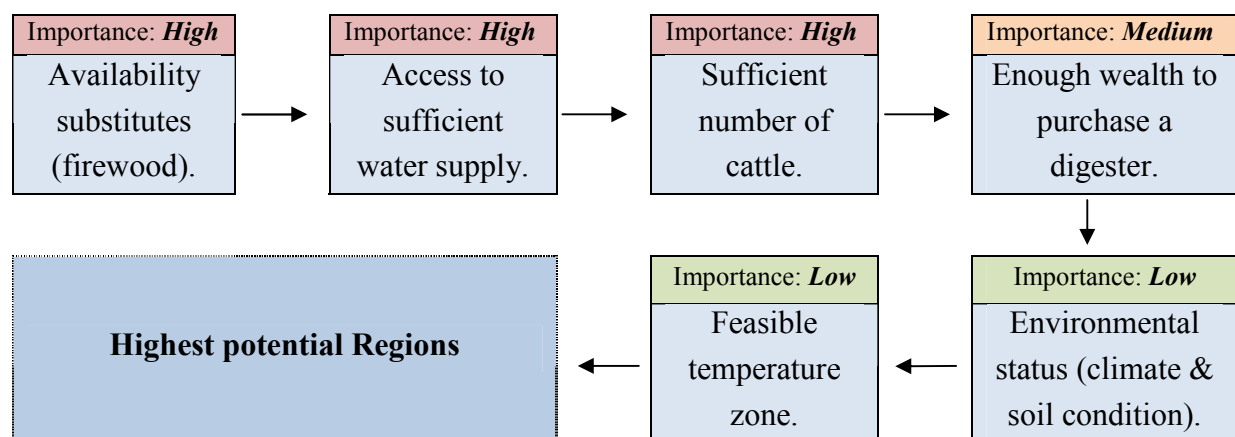 Importance: High
Availability
substitutes
(firewood).
Importance: High
Access to
sufficient
water supply.
Importance: High
Sufficient
number of
cattle.
Importance: Medium
Enough wealth to
purchase a
digester.
Importance: Low
Environmental
status (climate &
soil condition).
Importance: Low
Feasible
temperature
zone.
Highest potential Regions